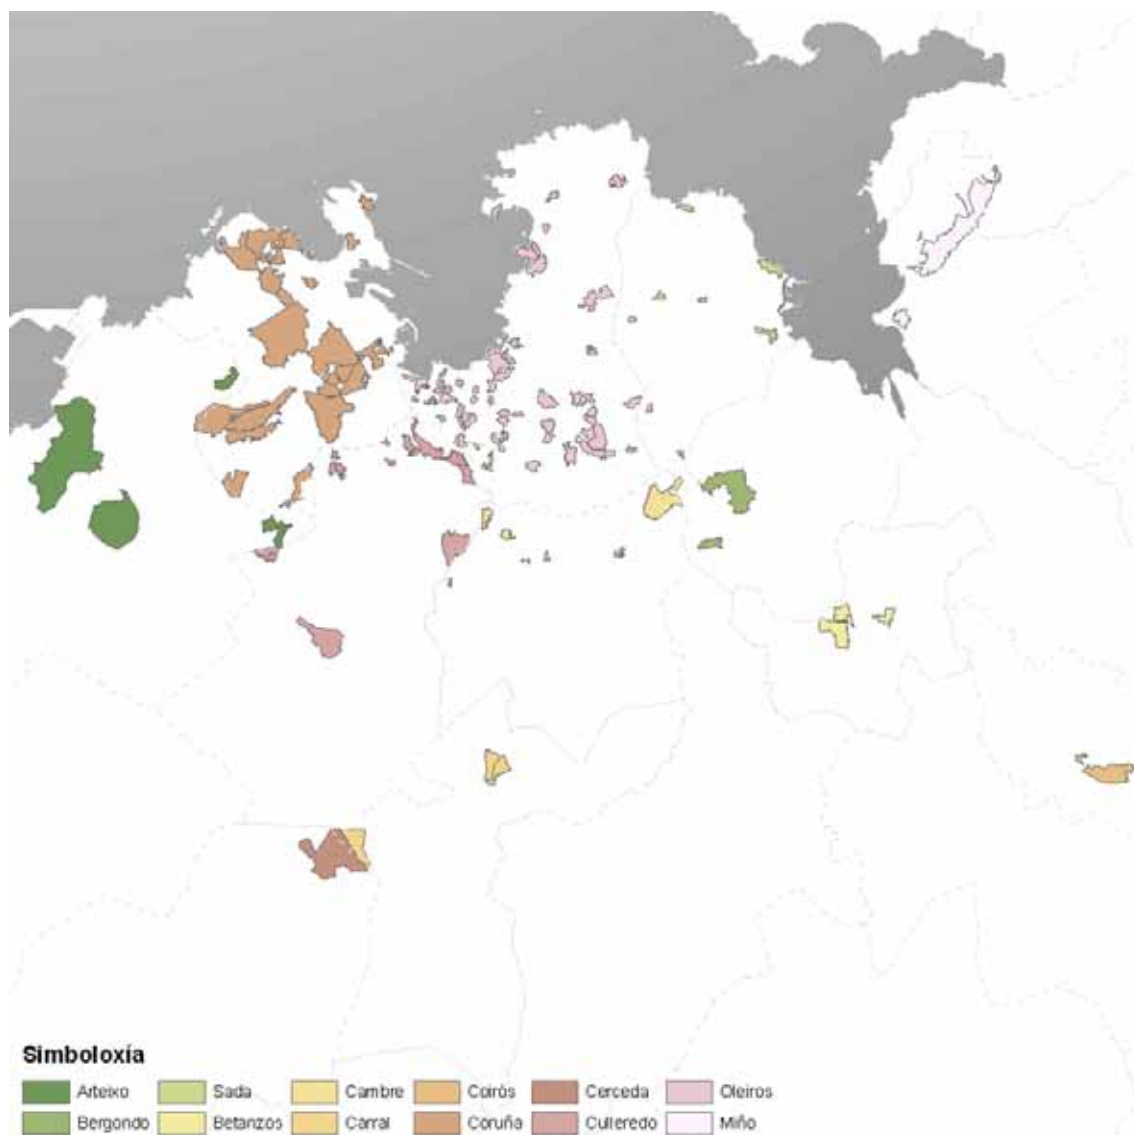 Simboloxía
Arteixo Sada Cambre Coirós Cerceda Oleiros
Bergondo Betanzos Carral Coruña Culleredo Miño